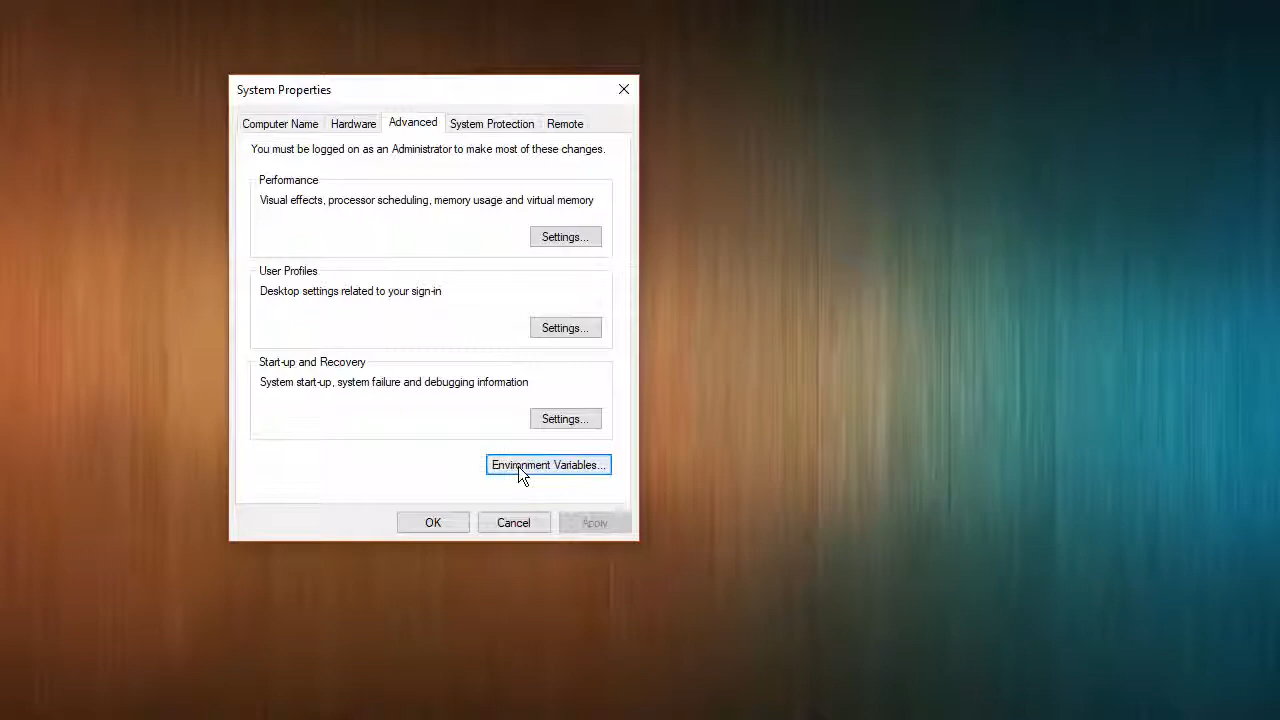 System Properties
Computer Name Hardware Advanced System Protection Remote
You must be logged on as an Administrator to make most of these changes.
Performance
Visual effects, processor scheduling, memory usage and virtual memory
Settings...
User Profiles
Desktop settings related to your sign-in
Settings...
Start-up and Recovery
System start-up, system failure and debugging information
Settings...
Environment Variables...
OK Cancel Apply